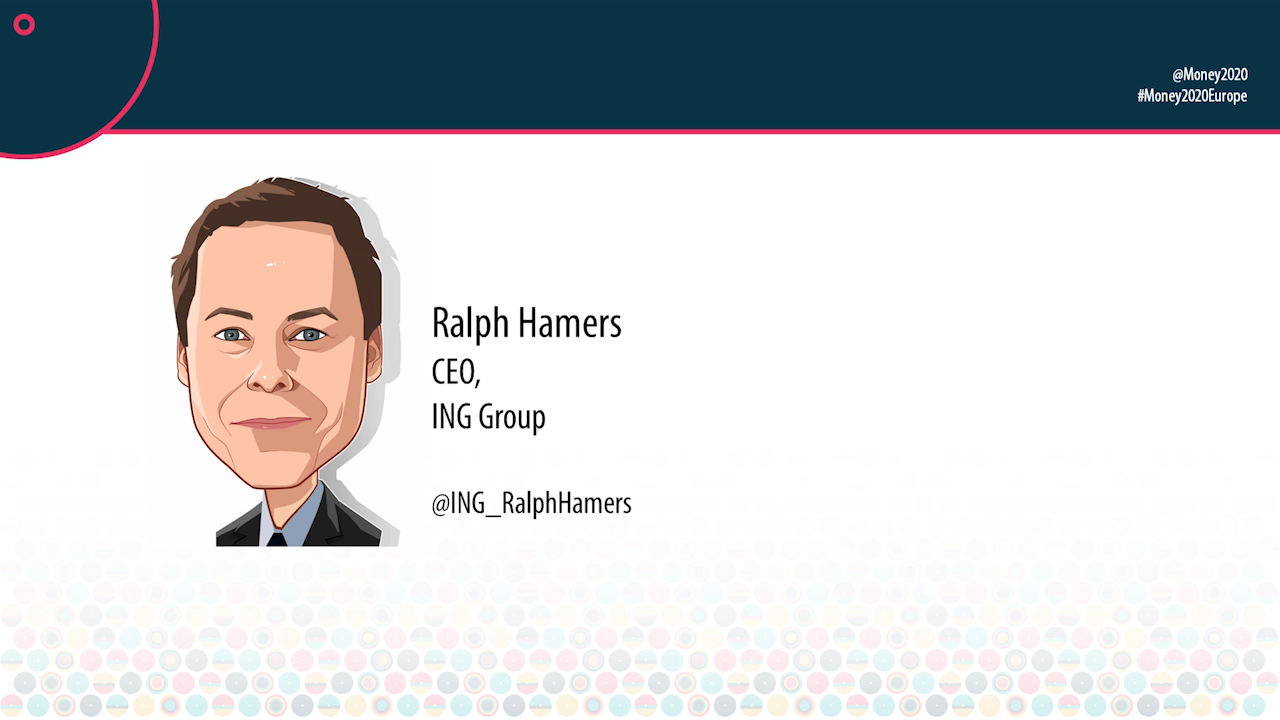 @Money2020
#Money2020Europe
Ralph Hamers
CEO,
ING Group
@ING_RalphHamers